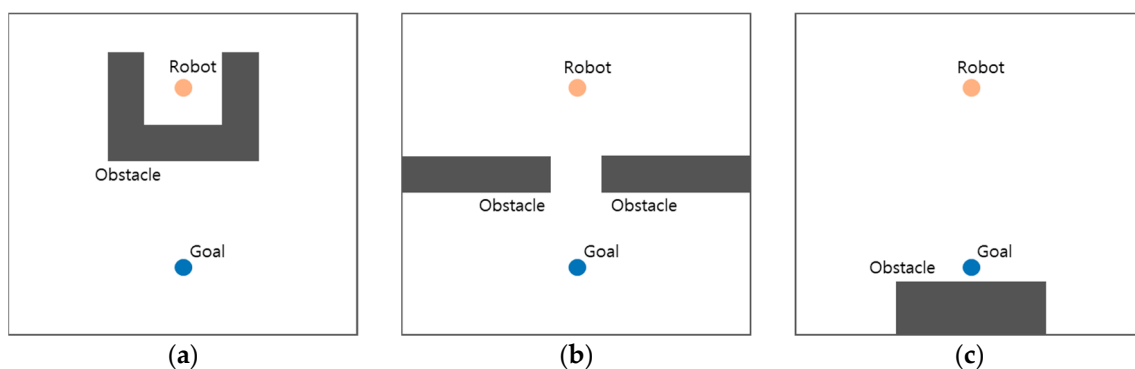 Robot
Obstacle
Goal
(a)
Robot
Obstacle Obstacle
Goal
(b)
Robot
Goal
Obstacle
(c)